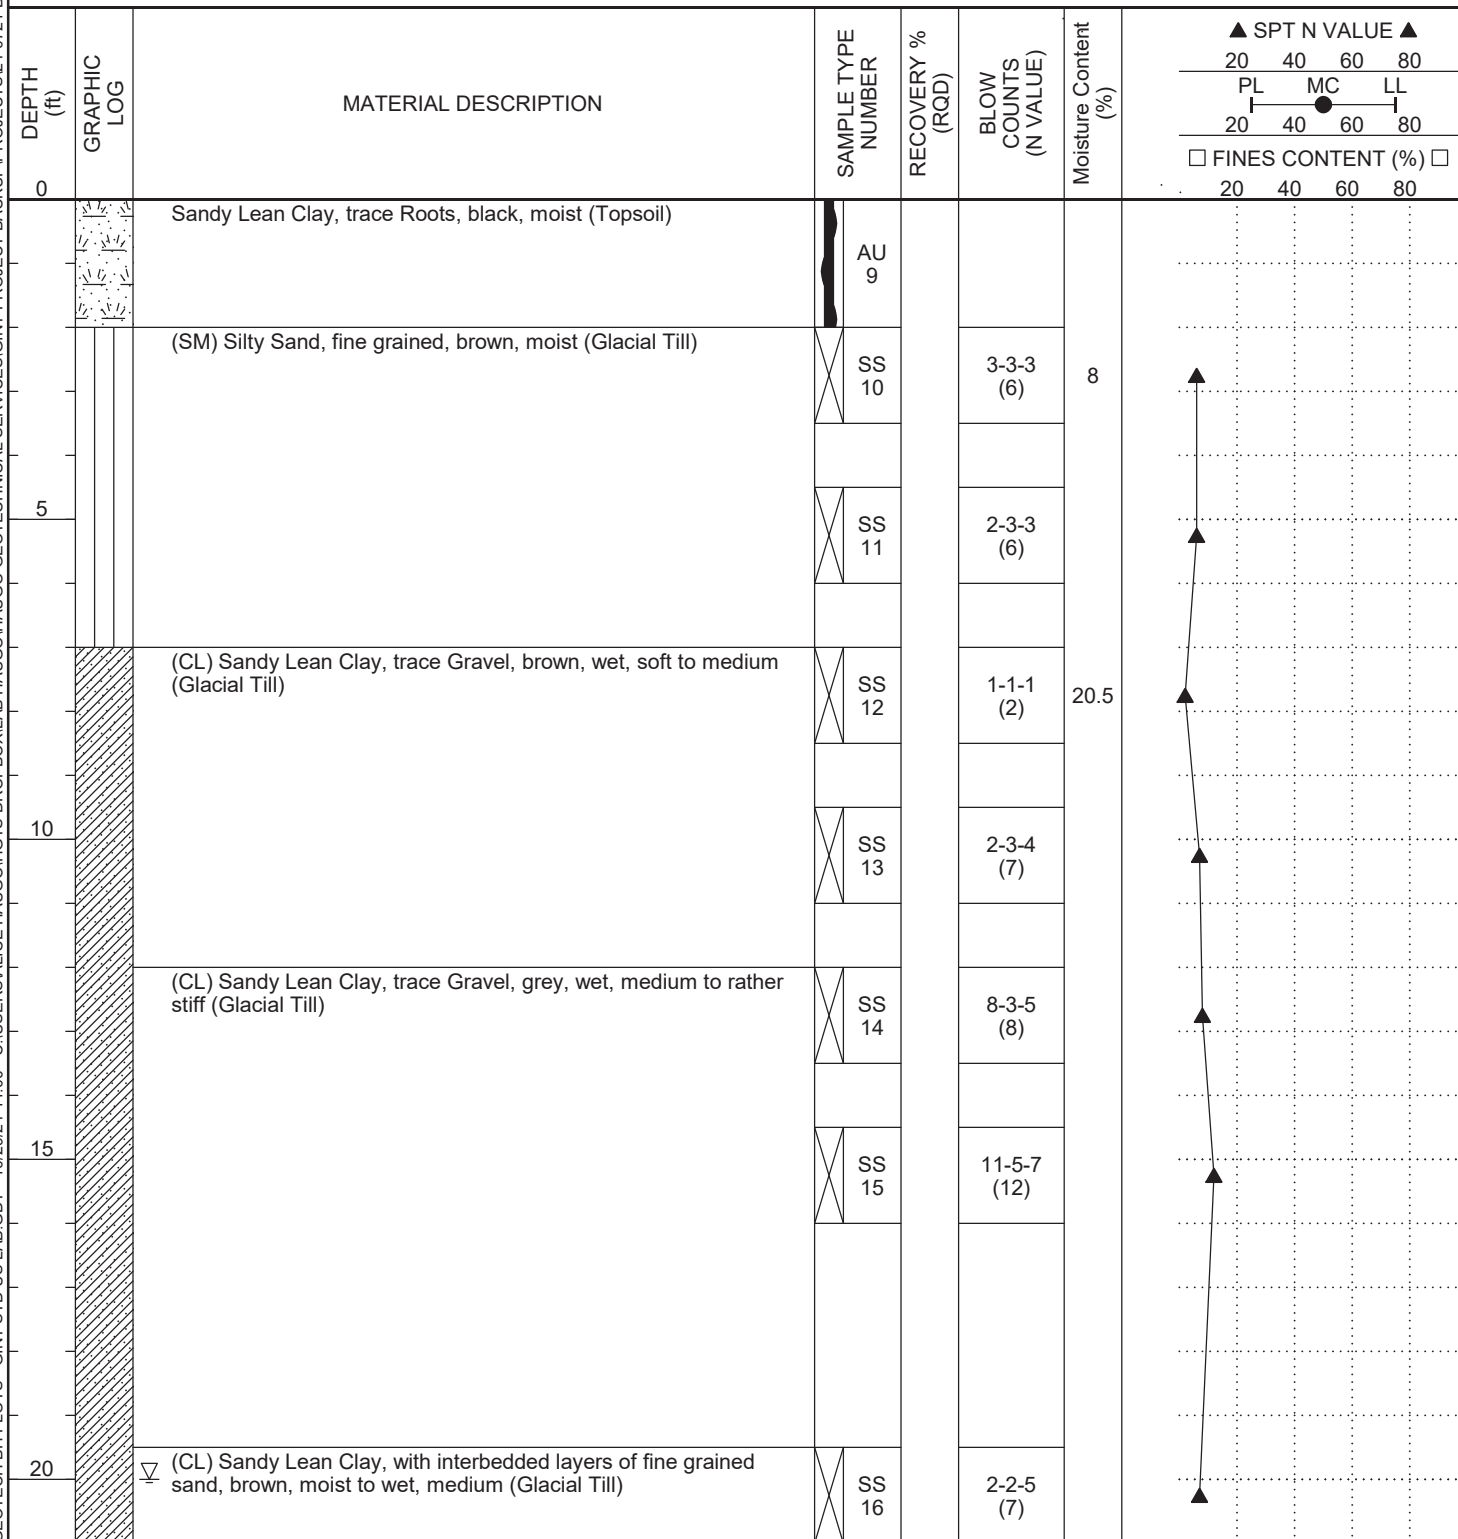 DEPTH
(ft)
GRAPHIC
LOG
MATERIAL DESCRIPTION
SAMPLE TYPE
NUMBER
RECOVERY %
(RQD)
BLOW
COUNTS
(N VALUE)
Moisture Content
(%)
▲ SPT N VALUE ▲
20 40 60 80
PL MC LL
20 40 60 80
□ FINES CONTENT (%) □
20 40 60 80
0
Sandy Lean Clay, trace Roots, black, moist (Topsoil)
AU
9
(SM) Silty Sand, fine grained, brown, moist (Glacial Till)
SS
10
3-3-3
(6)
8
5
SS
11
2-3-3
(6)
(CL) Sandy Lean Clay, trace Gravel, brown, wet, soft to medium
(Glacial Till)
SS
12
1-1-1
(2)
20.5
10
SS
13
2-3-4
(7)
(CL) Sandy Lean Clay, trace Gravel, grey, wet, medium to rather
stiff (Glacial Till)
SS
14
8-3-5
(8)
15
SS
15
11-5-7
(12)
20
(CL) Sandy Lean Clay, with interbedded layers of fine grained
sand, brown, moist to wet, medium (Glacial Till)
SS
16
2-2-5
(7)